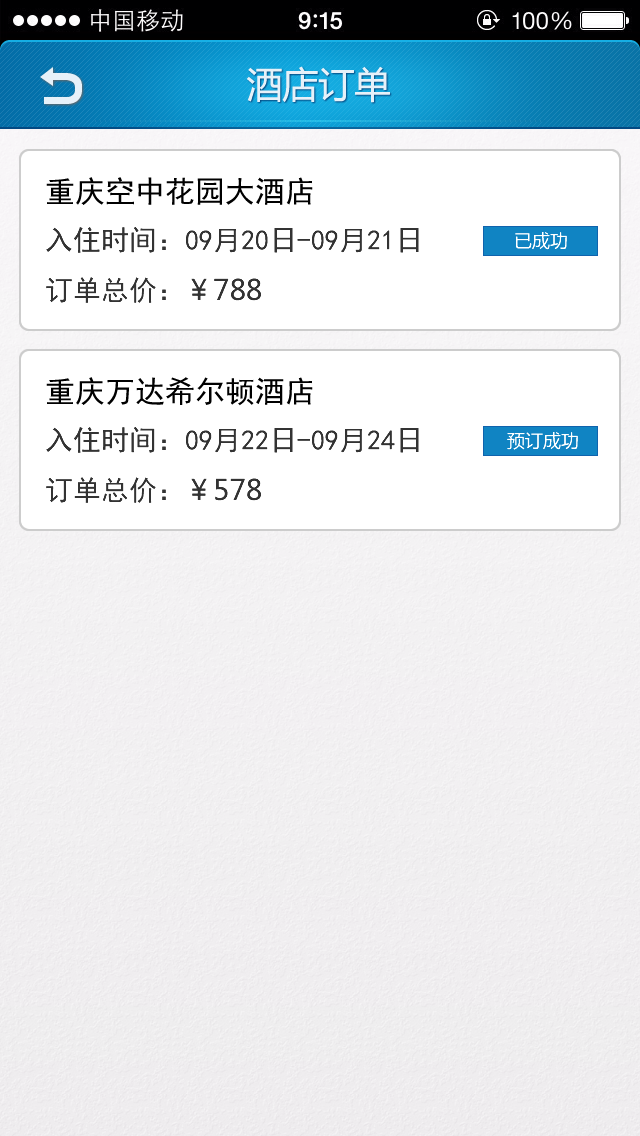 中国移动 9:15 100%
酒店订单
重庆空中花园大酒店
入住时间：09月20日-09月21日 已成功
订单总价：￥788
重庆万达希尔顿酒店
入住时间：09月22日-09月24日 预订成功
订单总价：￥578